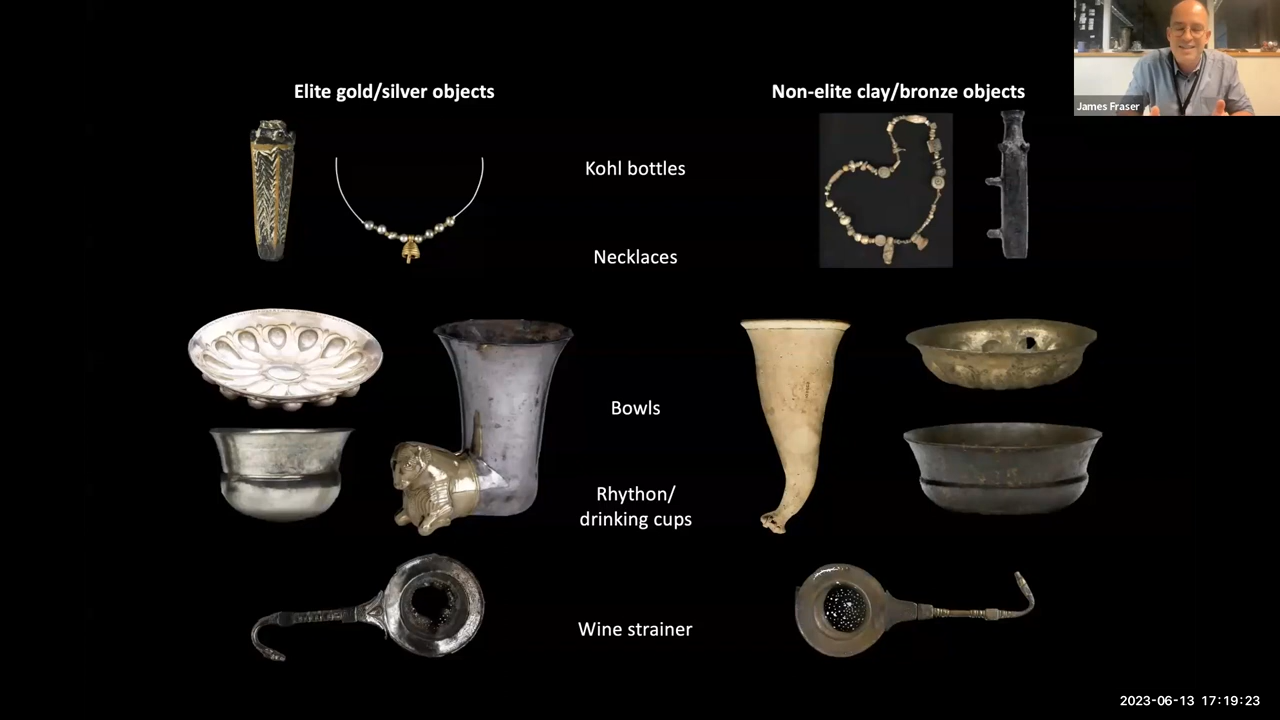 James Fraser
Elite gold/silver objects
Non-elite clay/bronze objects
Kohl bottles
Necklaces
Bowls
Rhython/
drinking cups
Wine strainer
2023-06-13 17:19:23